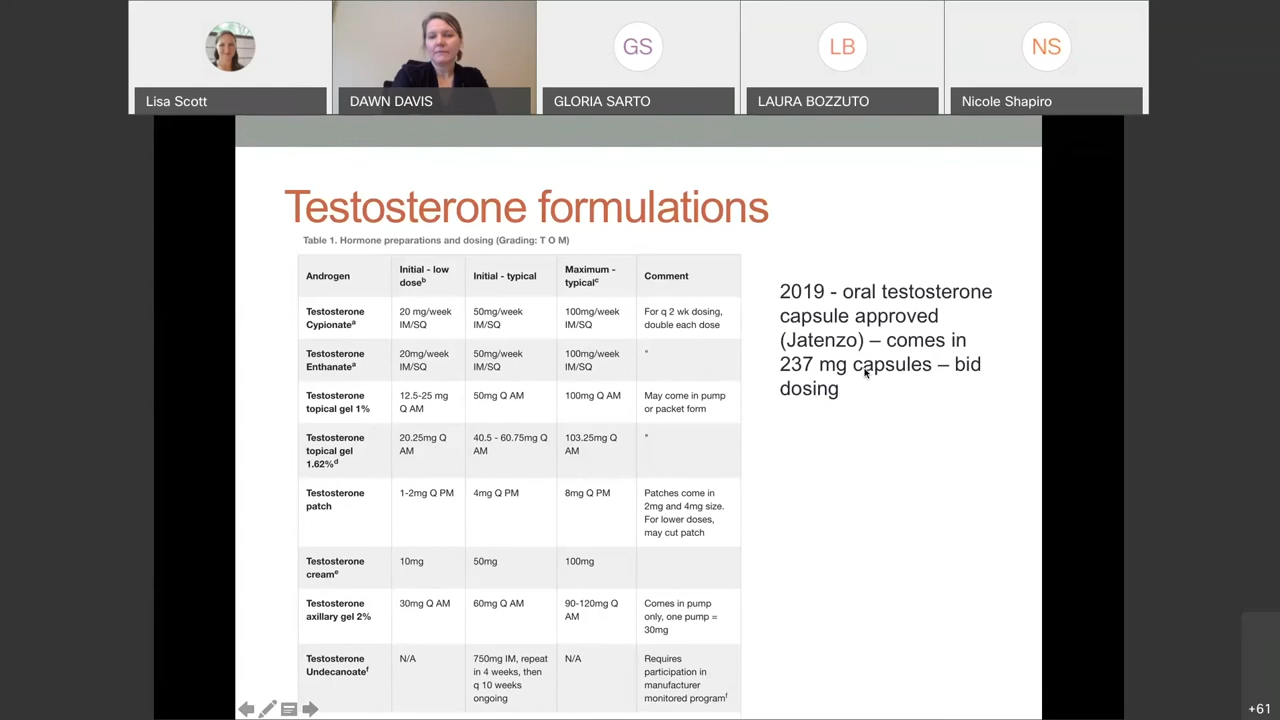 GS
LB
NS
Lisa Scott
DAWN DAVIS
GLORIA SARTO
LAURA BOZZUTO
Nicole Shapiro
Testosterone formulations
Table 1. Hormone preparations and dosing (Grading: T O M)
Androgen
Initial - low
dose^b
Initial - typical
Maximum -
typical^c
Comment
Testosterone
Cypionate^a
20 mg/week
IM/SQ
50mg/week
IM/SQ
100mg/week
IM/SQ
For q 2 wk dosing,
double each dose
Testosterone
Enthanate^a
20mg/week
IM/SQ
50mg/week
IM/SQ
100mg/week
IM/SQ
"
Testosterone
topical gel 1%
12.5-25 mg
Q AM
50mg Q AM
100mg Q AM
May come in pump
or packet form
Testosterone
topical gel
1.62%^d
20.25mg Q
AM
40.5 - 60.75mg Q
AM
103.25mg Q
AM
"
Testosterone
patch
1-2mg Q PM
4mg Q PM
8mg Q PM
Patches come in
2mg and 4mg size.
For lower doses,
may cut patch
Testosterone
cream^e
10mg
50mg
100mg
Testosterone
axillary gel 2%
30mg Q AM
60mg Q AM
90-120mg Q
AM
Comes in pump
only, one pump =
30mg
Testosterone
Undecanoate^f
N/A
750mg IM, repeat
in 4 weeks, then
q 10 weeks
ongoing
N/A
Requires
participation in
manufacturer
monitored program^f
2019 - oral testosterone
capsule approved
(Jatenzo) – comes in
237 mg capsules – bid
dosing
+61